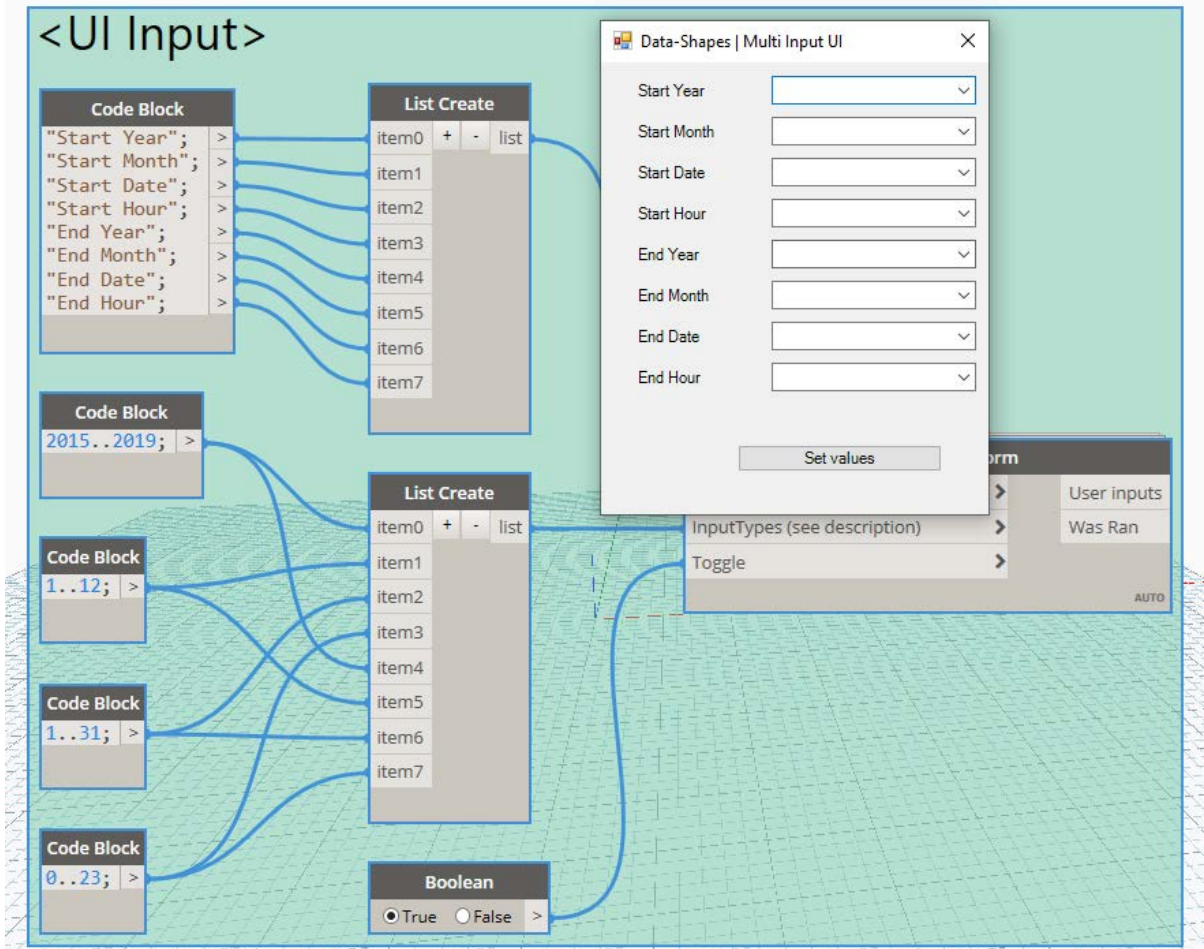 <UI Input>
Code Block
"Start Year"; >
"Start Month"; >
"Start Date"; >
"Start Hour"; >
"End Year"; >
"End Month"; >
"End Date"; >
"End Hour"; >
List Create
item0 + - list
item1
item2
item3
item4
item5
item6
item7
Data-Shapes | Multi Input UI
Start Year
Start Month
Start Date
Start Hour
End Year
End Month
End Date
End Hour
Set values
Code Block
2015..2019; >
Code Block
1..12; >
Code Block
1..31; >
Code Block
0..23; >
List Create
item0 + - list
item1
item2
item3
item4
item5
item6
item7
Boolean
True False >
User inputs
InputTypes (see description) > Was Ran
Toggle >
AUTO